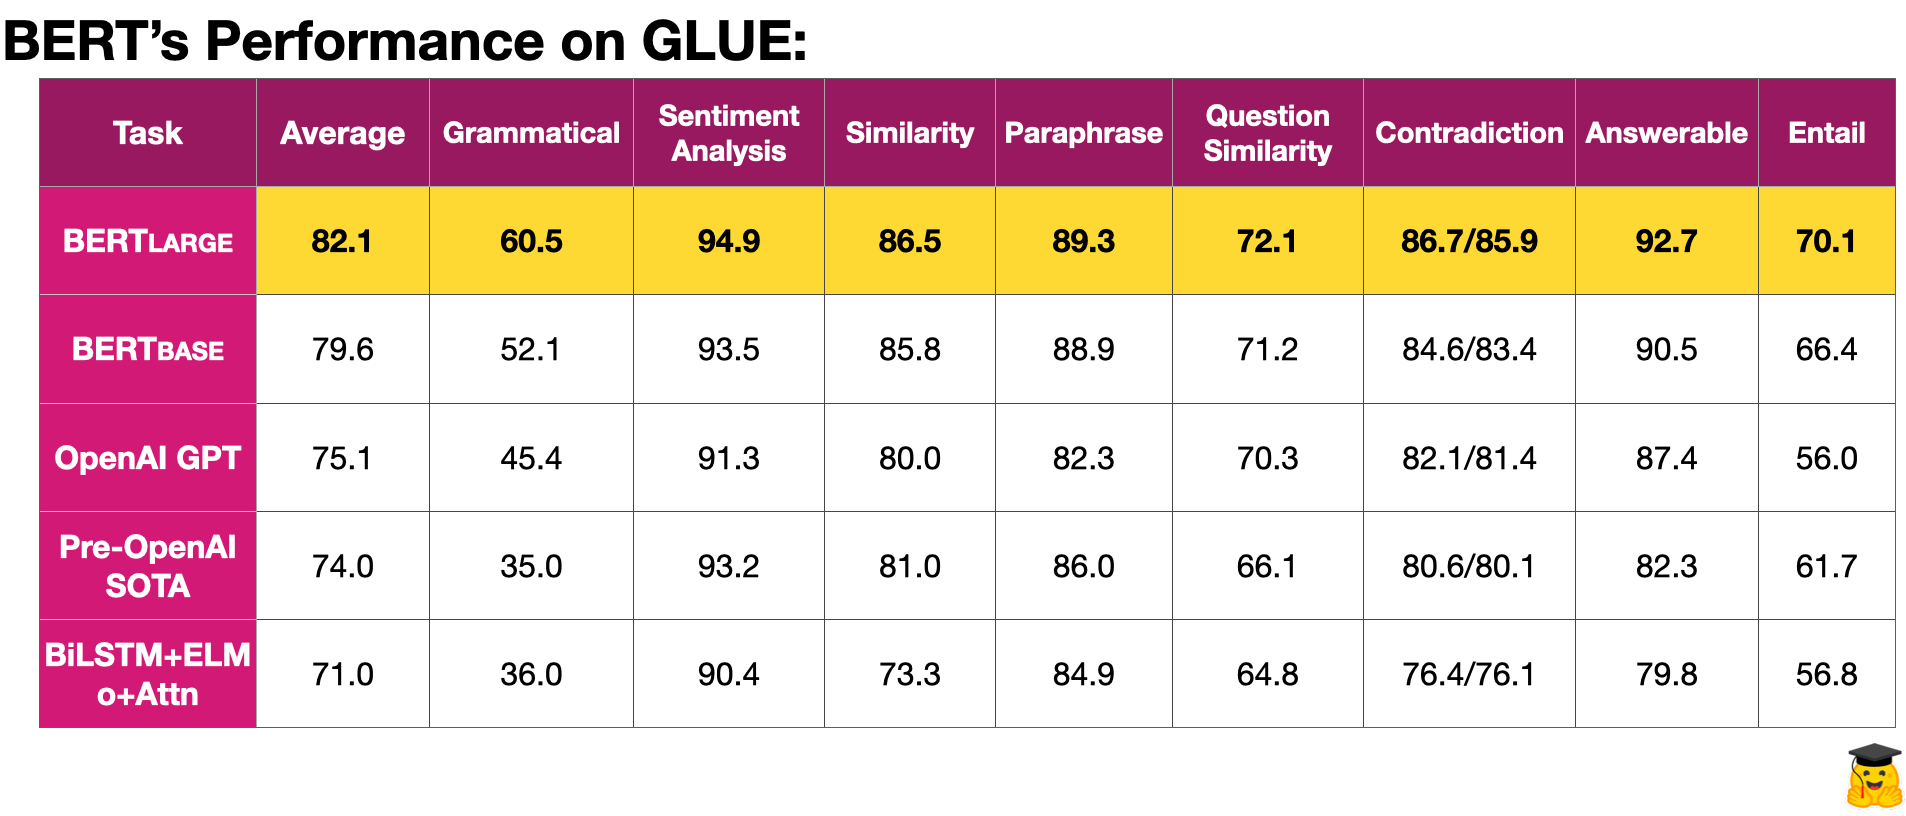 BERT's Performance on GLUE:
Task Average Grammatical Sentiment Analysis Similarity Paraphrase Question Similarity Contradiction Answerable Entail
BERTLARGE 82.1 60.5 94.9 86.5 89.3 72.1 86.7/85.9 92.7 70.1
BERTBASE 79.6 52.1 93.5 85.8 88.9 71.2 84.6/83.4 90.5 66.4
OpenAI GPT 75.1 45.4 91.3 80.0 82.3 70.3 82.1/81.4 87.4 56.0
Pre-OpenAI SOTA 74.0 35.0 93.2 81.0 86.0 66.1 80.6/80.1 82.3 61.7
BiLSTM+ELMo+Attn 71.0 36.0 90.4 73.3 84.9 64.8 76.4/76.1 79.8 56.8